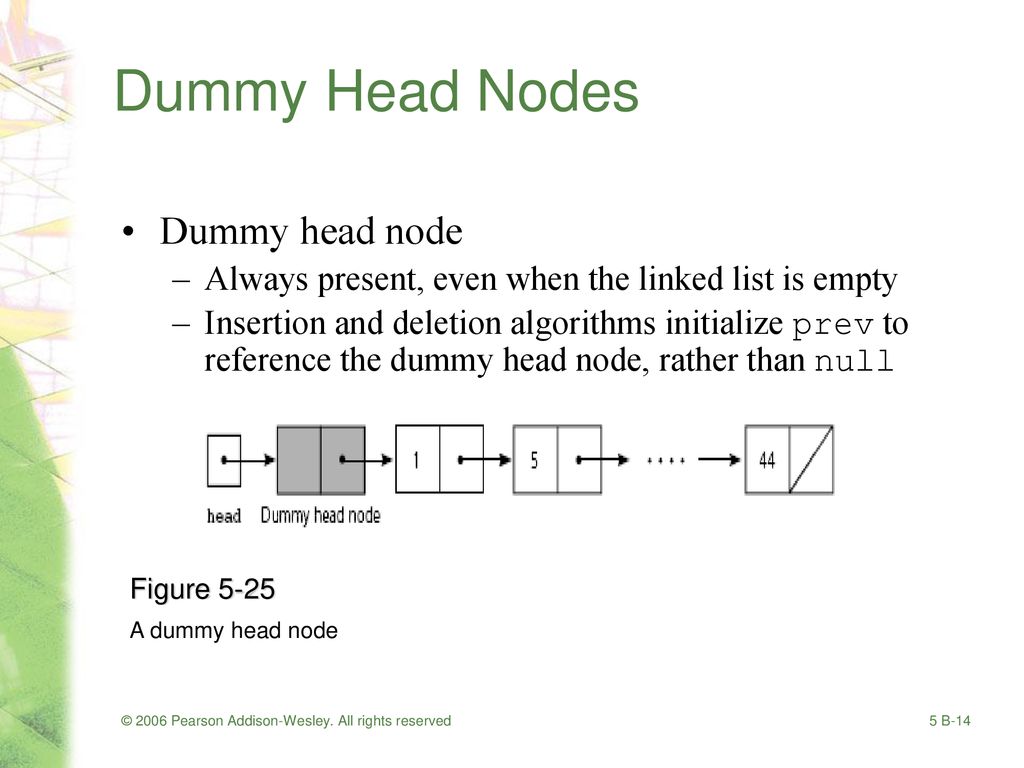 Dummy Head Nodes
• Dummy head node
– Always present, even when the linked list is empty
– Insertion and deletion algorithms initialize prev to
reference the dummy head node, rather than null
1 5 .... 44
head Dummy head node
Figure 5-25
A dummy head node
© 2006 Pearson Addison-Wesley. All rights reserved 5 B-14